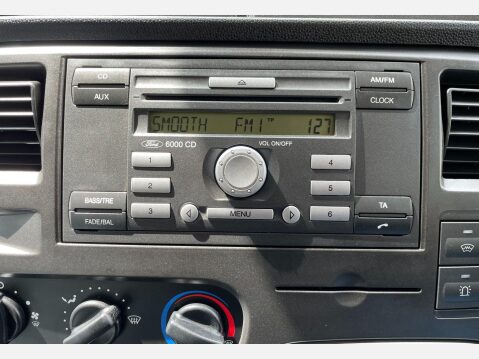 CD
AM/FM
AUX
CLOCK
SMOOTH FM1 TP 127
Ford 6000 CD
VOL ON/OFF
1
4
2
5
BASS/TRE
TA
3
MENU
6
FADE/BAL